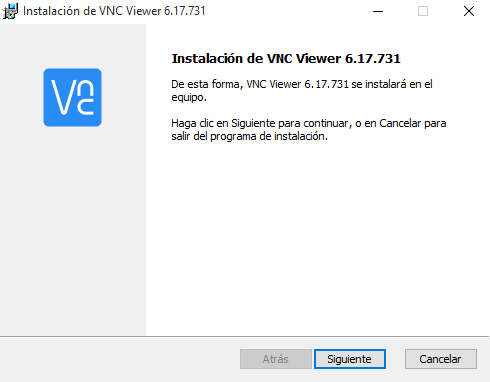 Instalación de VNC Viewer 6.17.731
Vnc
Instalación de VNC Viewer 6.17.731
De esta forma, VNC Viewer 6.17.731 se instalará en el
equipo.
Haga clic en Siguiente para continuar, o en Cancelar para
salir del programa de instalación.
Atrás
Siguiente
Cancelar